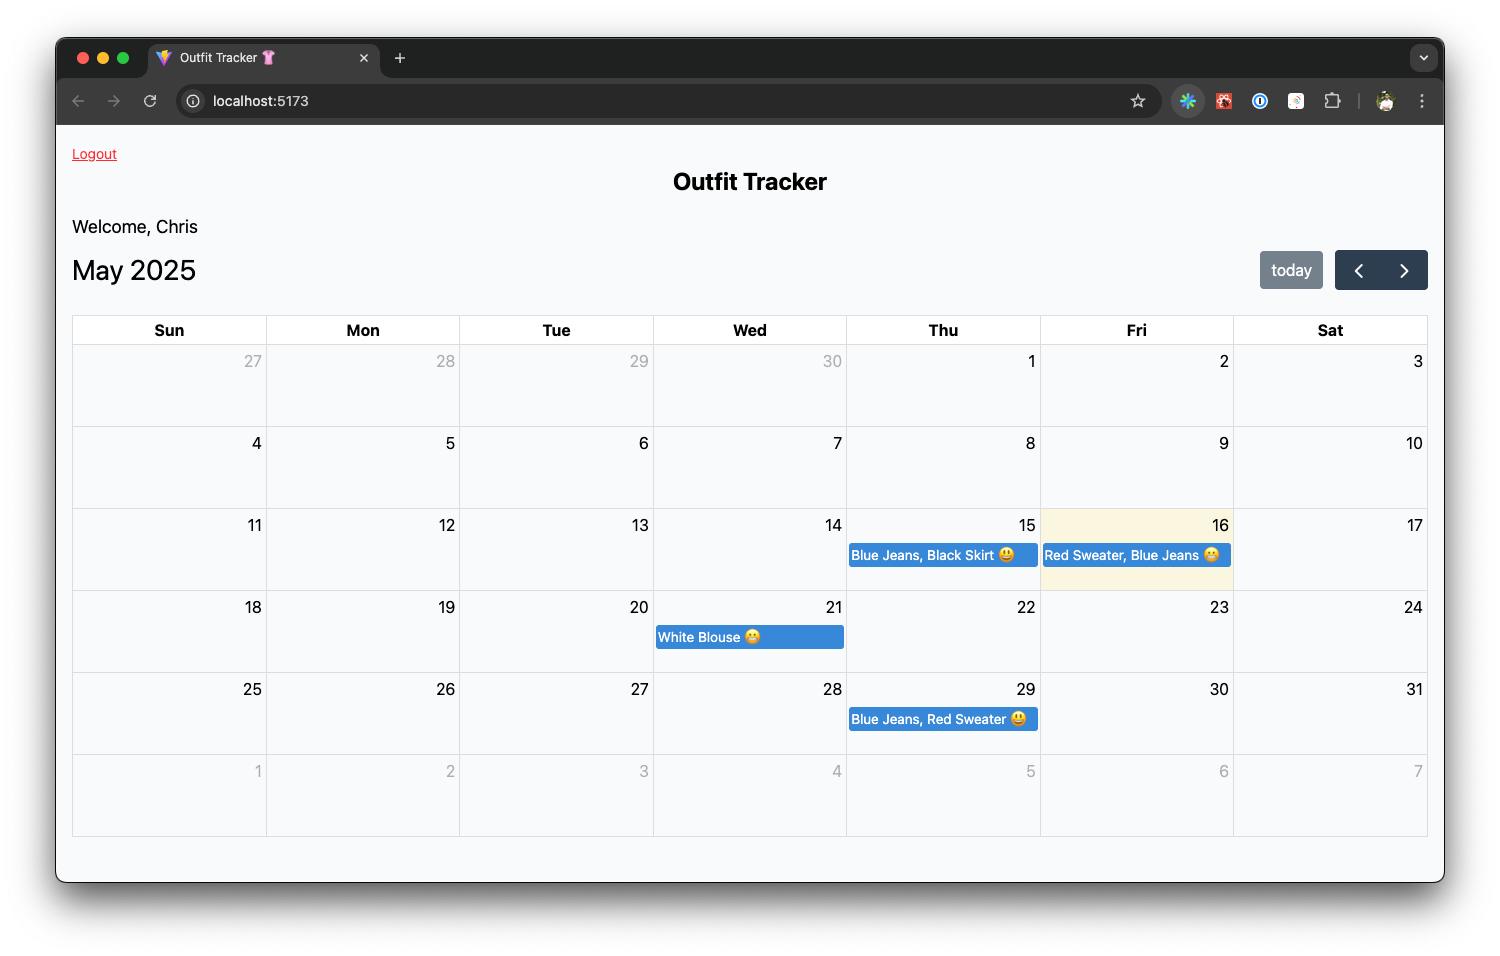 Outfit Tracker 👚
localhost:5173
Logout
Outfit Tracker
Welcome, Chris
May 2025
today
Sun Mon Tue Wed Thu Fri Sat
27 28 29 30 1 2 3
4 5 6 7 8 9 10
11 12 13 14 15 16 17
Blue Jeans, Black Skirt 😃 Red Sweater, Blue Jeans 😬
18 19 20 21 22 23 24
White Blouse 😬
25 26 27 28 29 30 31
Blue Jeans, Red Sweater 😃
1 2 3 4 5 6 7